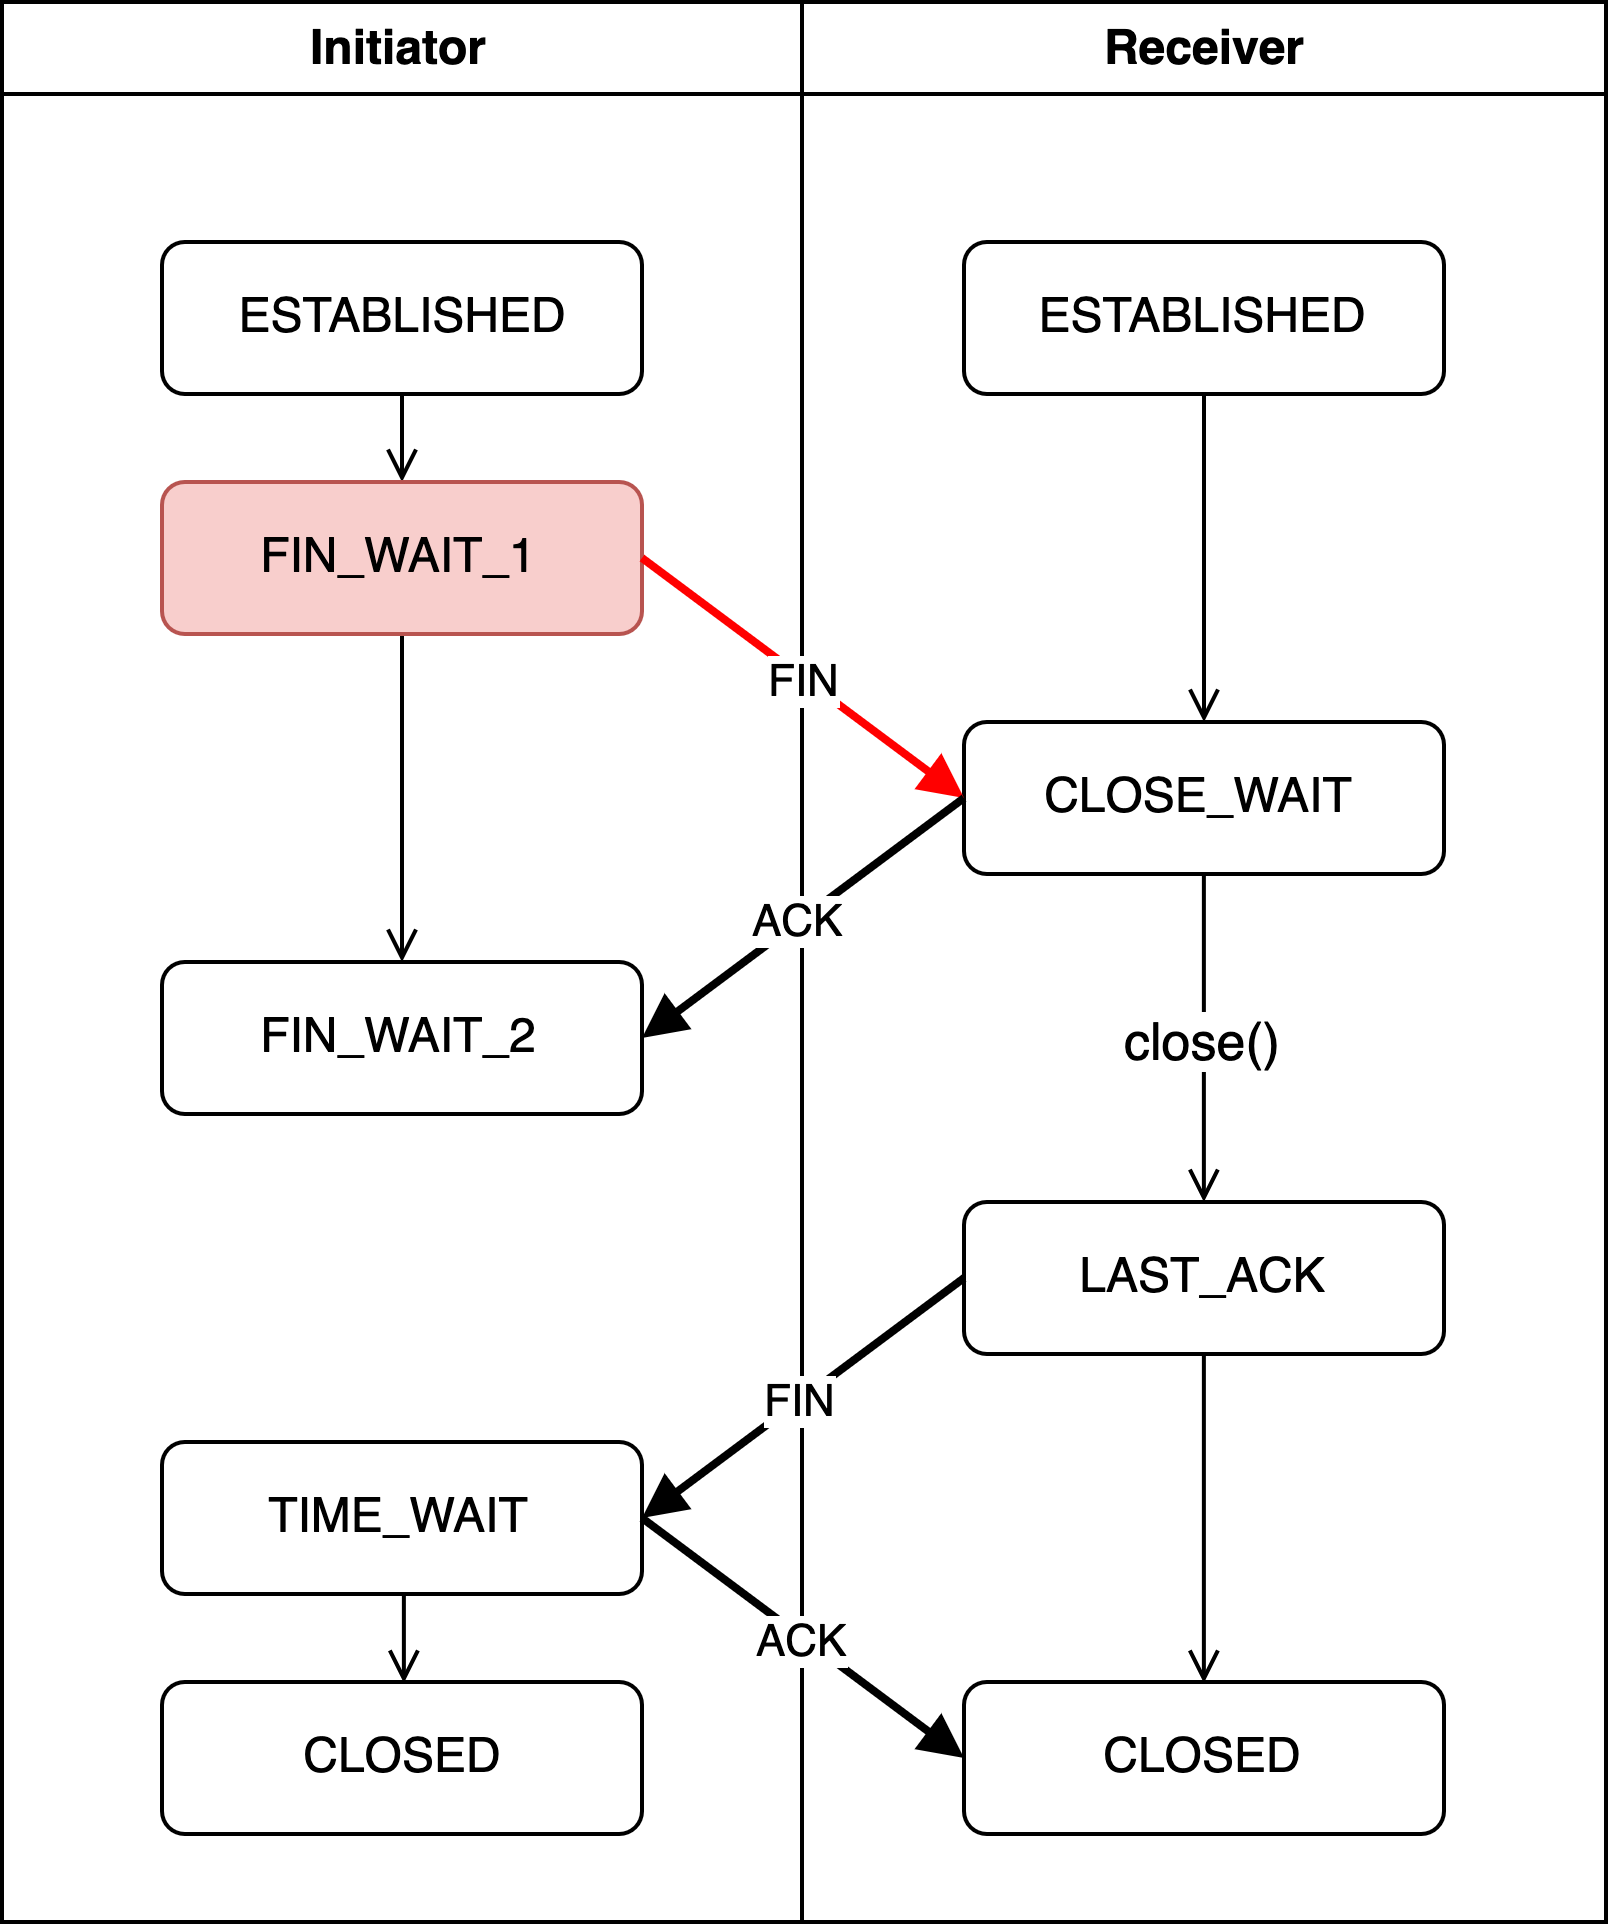 Initiator
Receiver
ESTABLISHED
ESTABLISHED
FIN_WAIT_1
FIN
CLOSE_WAIT
ACK
FIN_WAIT_2
close()
LAST_ACK
FIN
TIME_WAIT
ACK
CLOSED
CLOSED